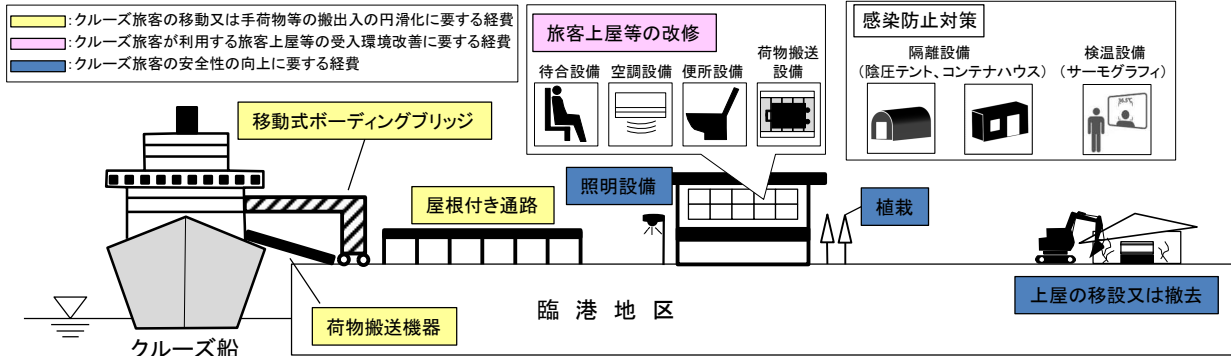 ：クルーズ旅客の移動又は手荷物等の搬出入の円滑化に要する経費
：クルーズ旅客が利用する旅客上屋等の受入環境改善に要する経費
：クルーズ旅客の安全性の向上に要する経費
旅客上屋等の改修
待合設備
空調設備
便所設備
荷物搬送
設備
感染防止対策
隔離設備
（陰圧テント、コンテナハウス）
検温設備
（サーモグラフィ）
36.5℃
移動式ボーディングブリッジ
屋根付き通路
照明設備
植栽
上屋の移設又は撤去
荷物搬送機器
臨港地区
クルーズ船